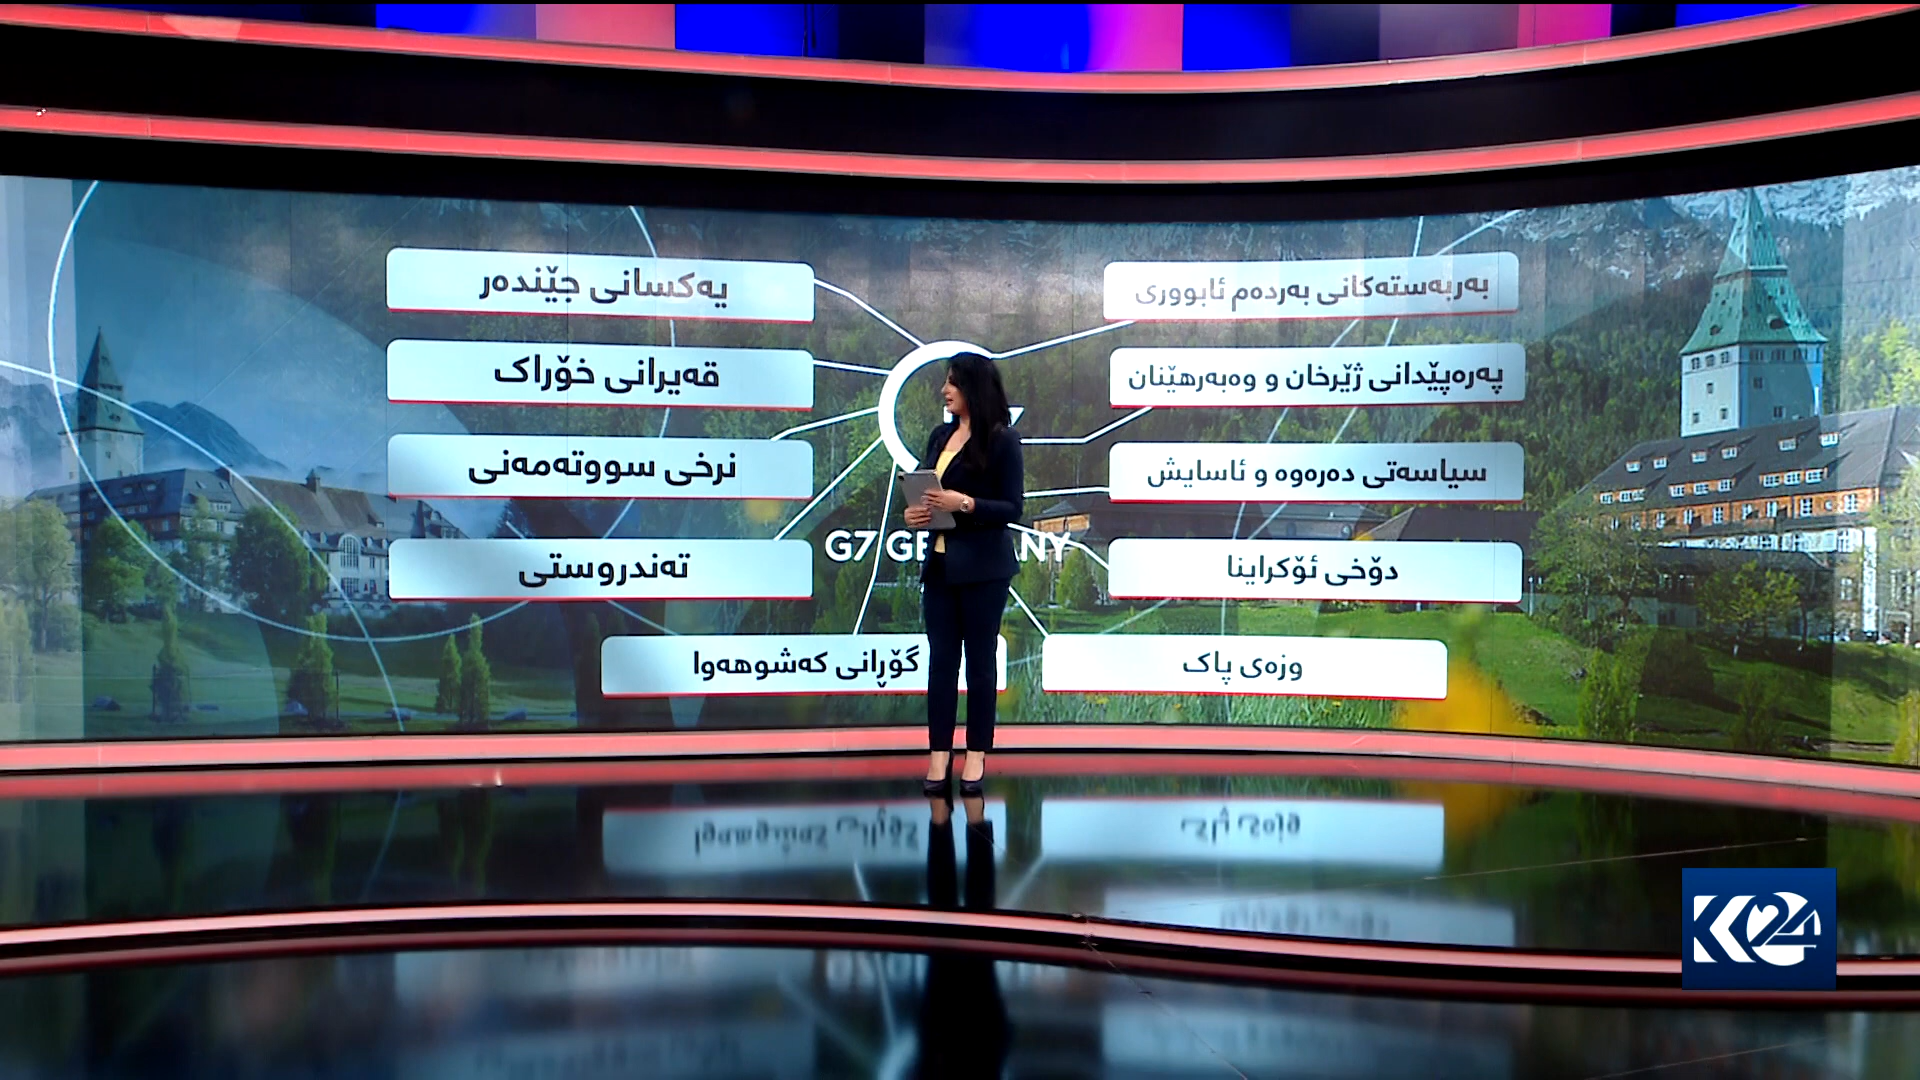 بەربەستەکانی بەردەم ئابووری
یەکسانی جێندەر
پەرەپێدانی ژێرخان و وەبەرهێنان
قەیرانی خۆراک
سیاسەتی دەرەوە و ئاسایش
نرخی سووتەمەنی
دۆخی ئۆکراینا
تەندروستی
وزەی پاک
گۆڕانی کەشوهەوا
G7 GE ANY
K24